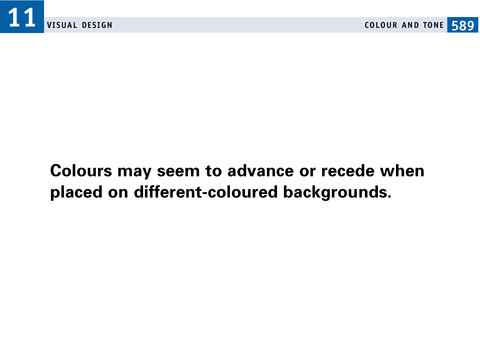 11 VISUAL DESIGN COLOUR AND TONE 589
Colours may seem to advance or recede when
placed on different-coloured backgrounds.